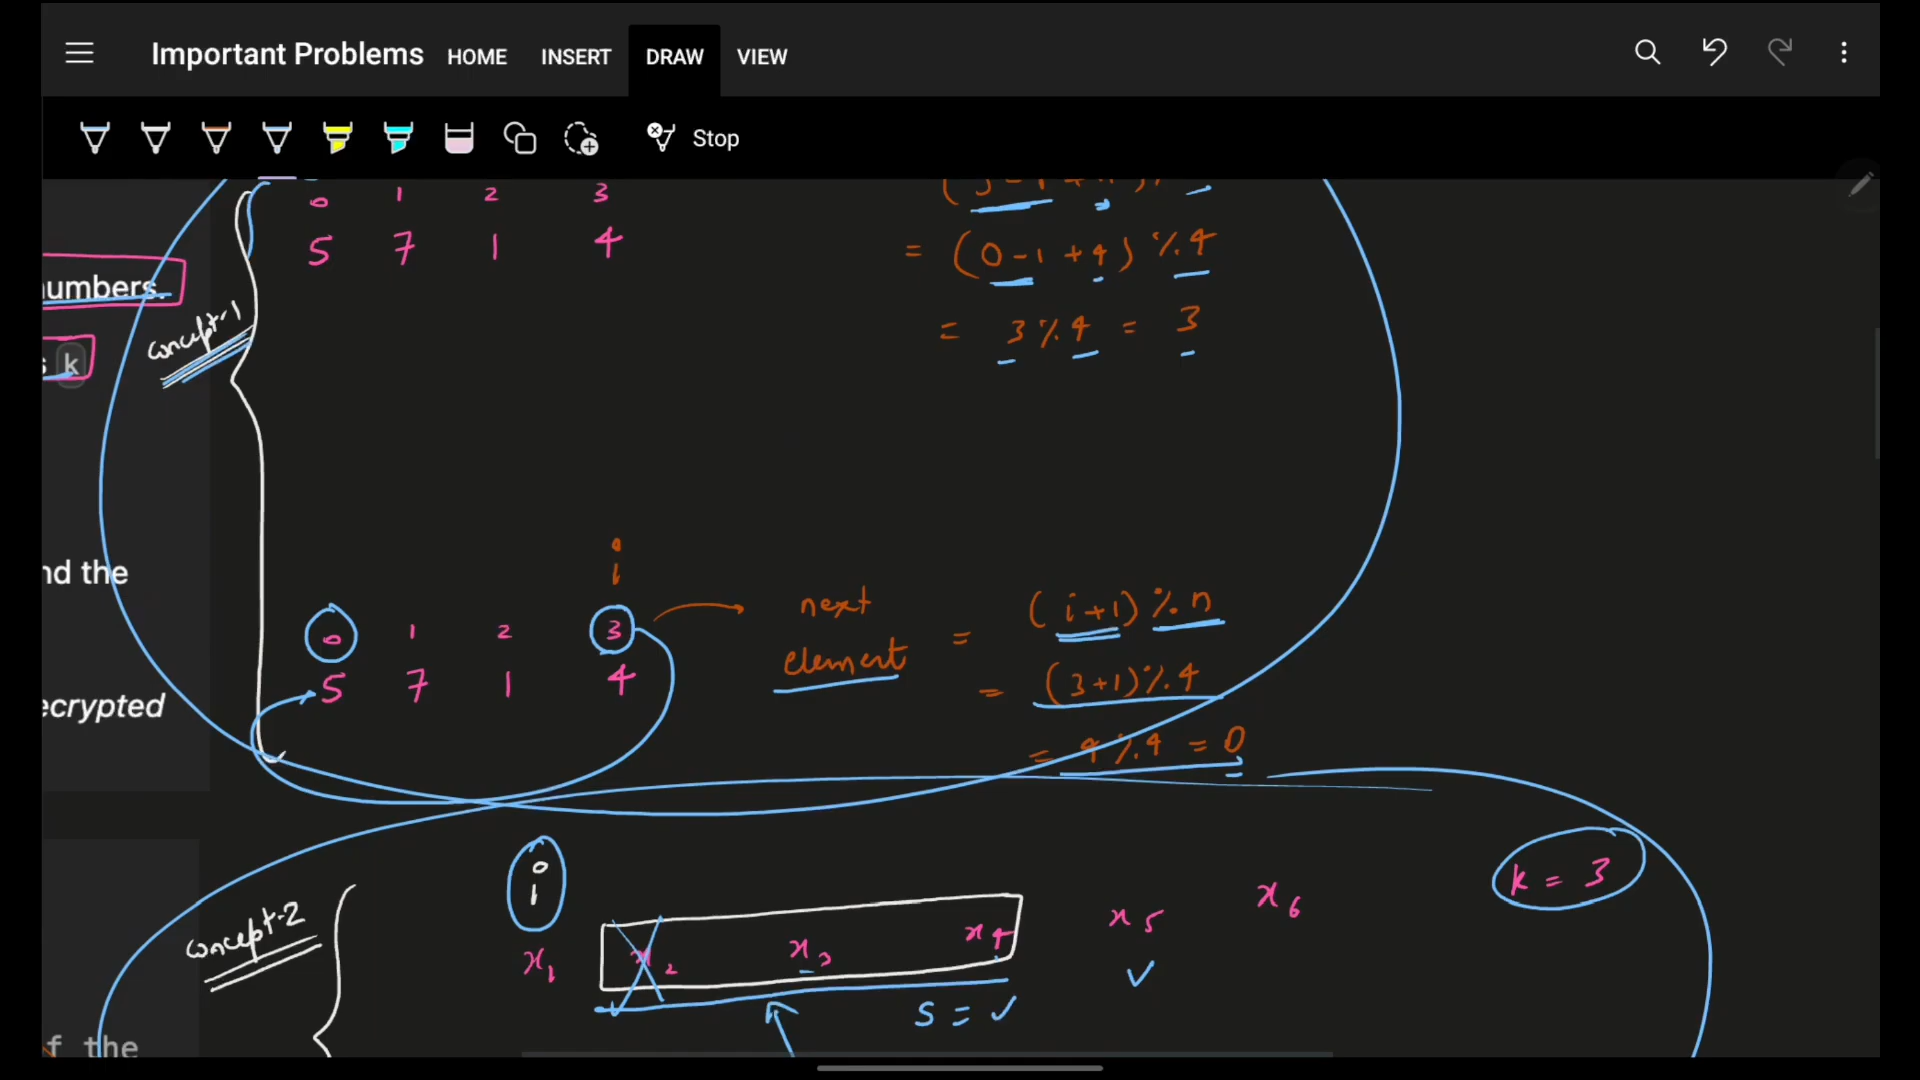 Important Problems HOME INSERT DRAW VIEW
Stop
0 1 2 3
5 7 1 4
= (0-1+4) %4
= 3%4 = 3
umbers.
concept-1
k
nd the
i
0 1 2 3
5 7 1 4
next element = (i+1)%n
= (3+1)%4
= 4%4 = 0
ecrypted
i
k = 3
concept-2
x1 x2 x3 x4 x5 x6
S = ✓ ✓
f the